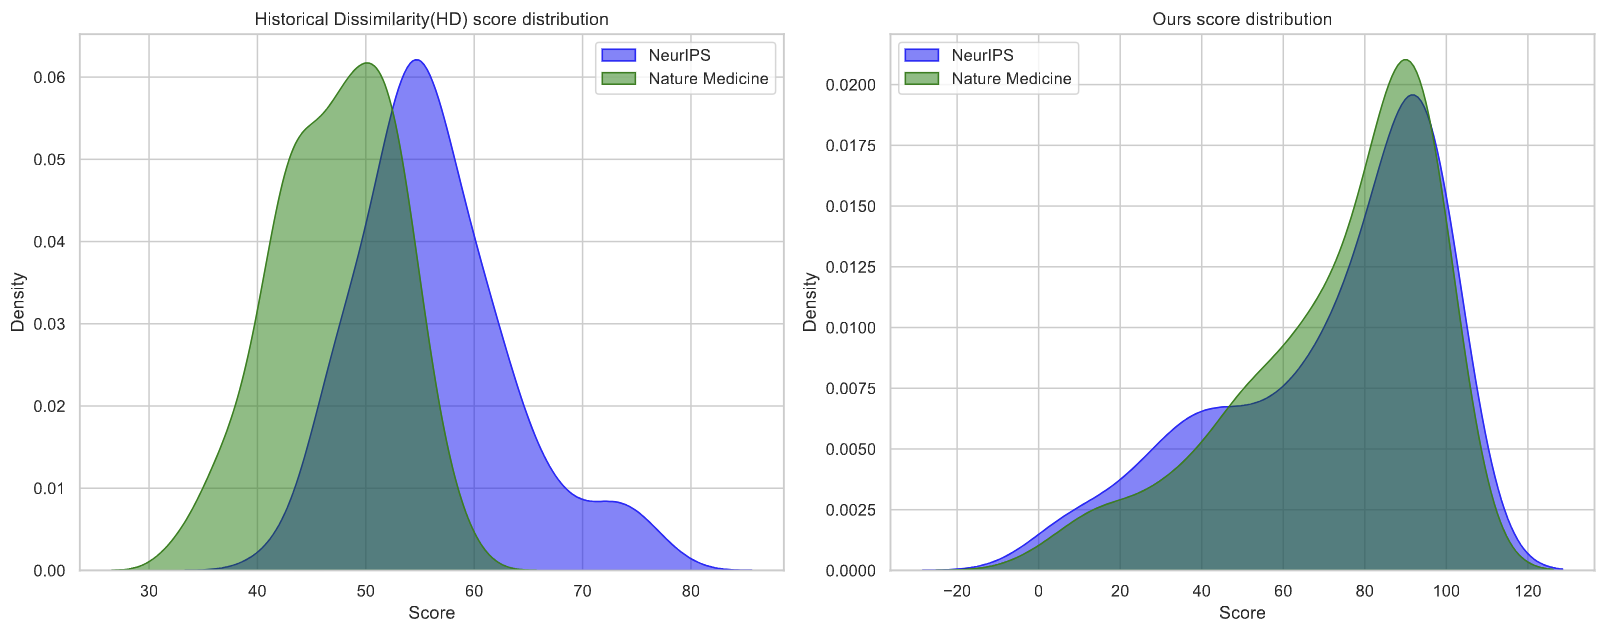 Historical Dissimilarity(HD) score distribution
NeurIPS
Nature Medicine
0.06
0.05
0.04
0.03
0.02
0.01
0.00
Density
30 40 50 60 70 80
Score
Ours score distribution
NeurIPS
Nature Medicine
0.0200
0.0175
0.0150
0.0125
0.0100
0.0075
0.0050
0.0025
0.0000
Density
−20 0 20 40 60 80 100 120
Score